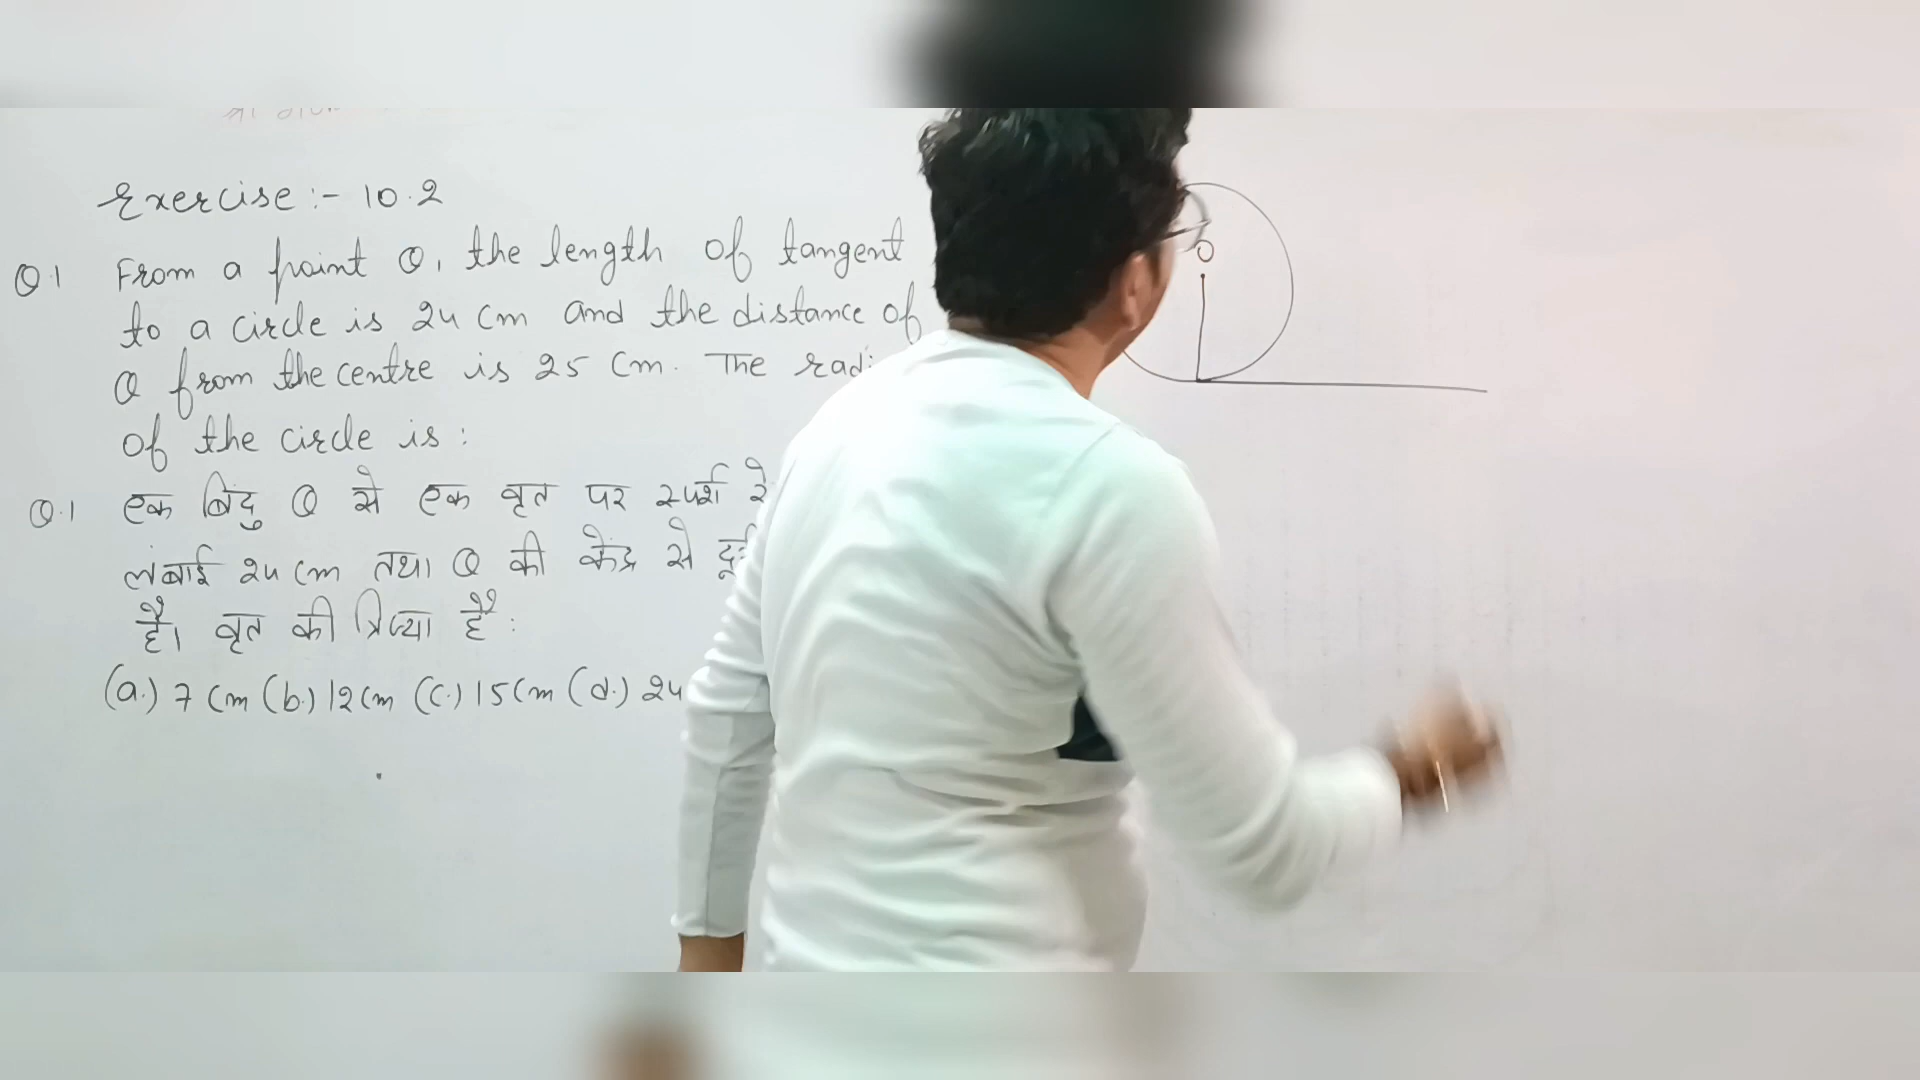 Exercise :- 10.2
Q.1 From a point Q, the length of tangent
to a circle is 24 cm and the distance of
Q from the centre is 25 cm. The
of the circle is :
Q.1 एक बिंदु Q से एक वृत पर स्पर्श
लंबाई 24 cm तथा Q की केंद्र से
है। वृत की त्रिज्या है :
(a.) 7 cm (b.) 12 cm (c.) 15 cm (d.) 24
O